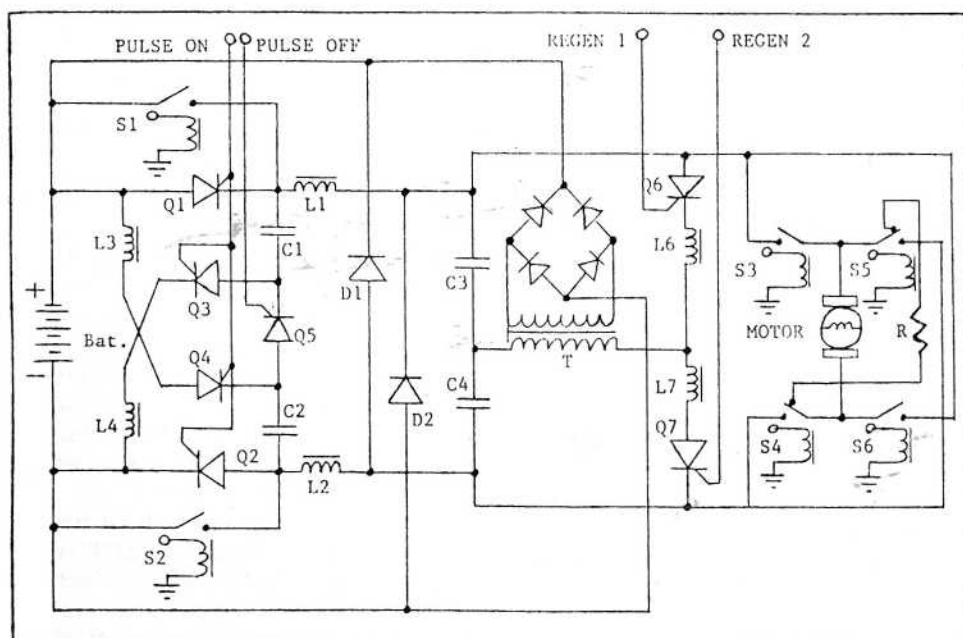 PULSE ON PULSE OFF REGEN 1 REGEN 2
S1
Q1 L1 Q6
L3 C1 L6
Q3 D1 C3 S3 S5
+ Q5 MOTOR R
Bat. T
- Q4 D2 C4 L7
L4 C2 Q7
Q2 L2 S4 S6
S2